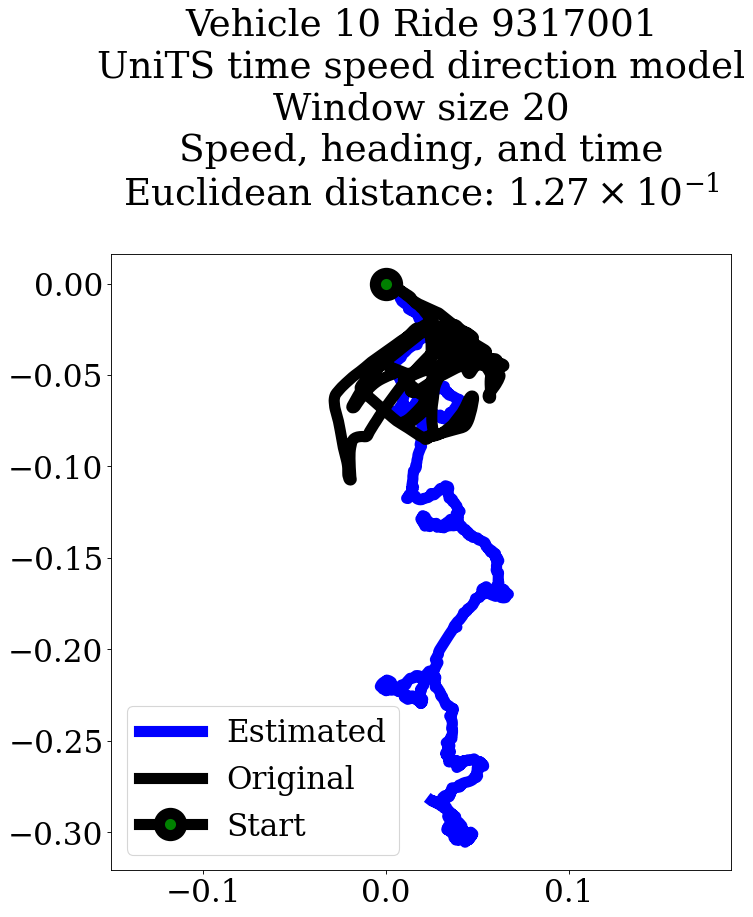 Vehicle 10 Ride 9317001
UniTS time speed direction model
Window size 20
Speed, heading, and time
Euclidean distance: 1.27 × 10⁻¹
0.00
−0.05
−0.10
−0.15
−0.20
−0.25
−0.30
Estimated
Original
Start
−0.1
0.0
0.1